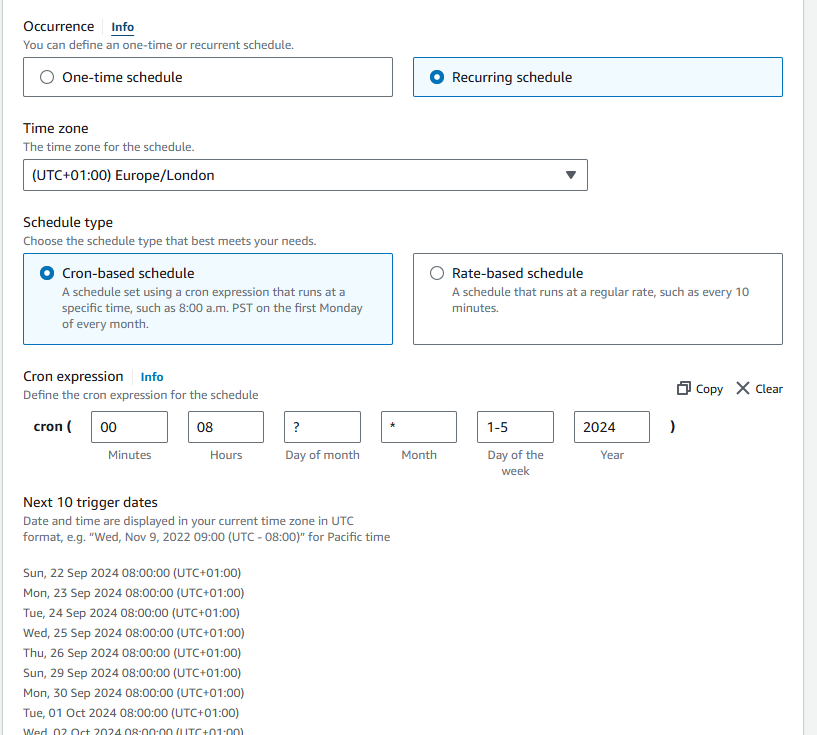 Occurrence Info
You can define an one-time or recurrent schedule.
One-time schedule
Recurring schedule
Time zone
The time zone for the schedule.
(UTC+01:00) Europe/London
Schedule type
Choose the schedule type that best meets your needs.
Cron-based schedule
A schedule set using a cron expression that runs at a
specific time, such as 8:00 a.m. PST on the first Monday
of every month.
Rate-based schedule
A schedule that runs at a regular rate, such as every 10
minutes.
Cron expression Info
Define the cron expression for the schedule
Copy Clear
cron ( 00 08 ? * 1-5 2024 )
Minutes Hours Day of month Month Day of the Year
week
Next 10 trigger dates
Date and time are displayed in your current time zone in UTC
format, e.g. “Wed, Nov 9, 2022 09:00 (UTC - 08:00)” for Pacific time
Sun, 22 Sep 2024 08:00:00 (UTC+01:00)
Mon, 23 Sep 2024 08:00:00 (UTC+01:00)
Tue, 24 Sep 2024 08:00:00 (UTC+01:00)
Wed, 25 Sep 2024 08:00:00 (UTC+01:00)
Thu, 26 Sep 2024 08:00:00 (UTC+01:00)
Sun, 29 Sep 2024 08:00:00 (UTC+01:00)
Mon, 30 Sep 2024 08:00:00 (UTC+01:00)
Tue, 01 Oct 2024 08:00:00 (UTC+01:00)
Wed, 02 Oct 2024 08:00:00 (UTC+01:00)